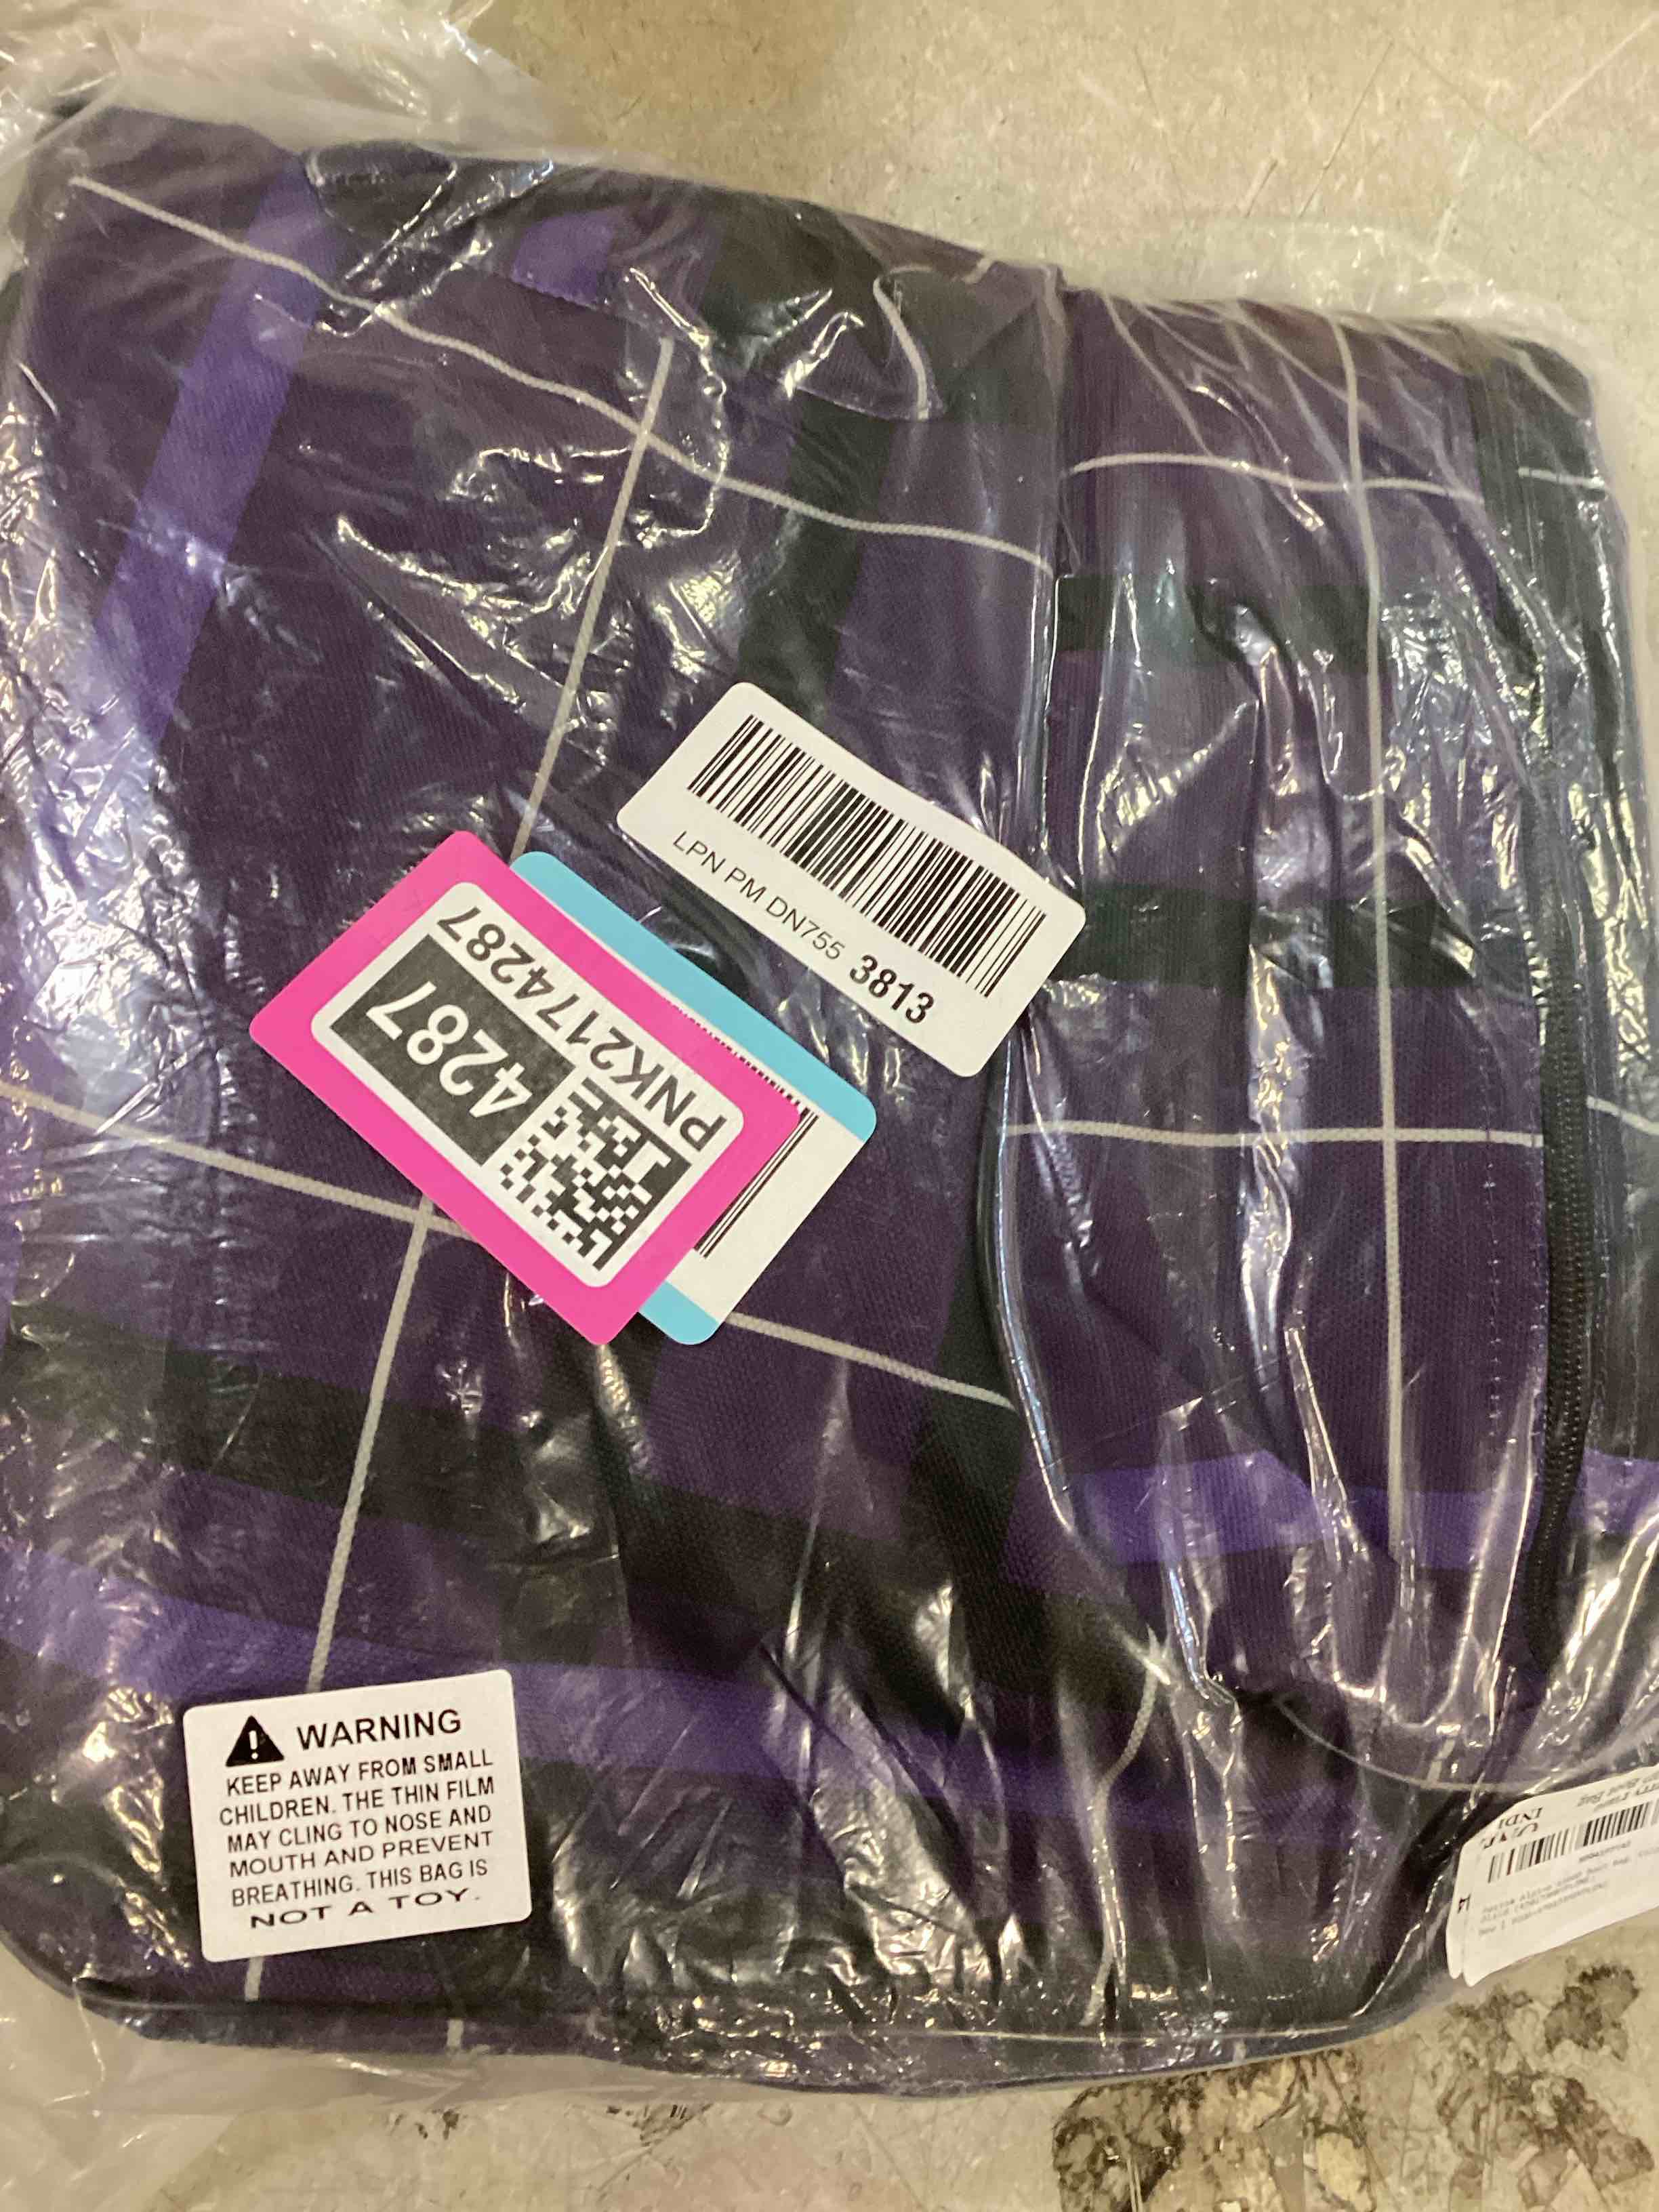 LPN PM DN755 3813
4287
PNK2174287
WARNING
KEEP AWAY FROM SMALL
CHILDREN. THE THIN FILM
MAY CLING TO NOSE AND
MOUTH AND PREVENT
BREATHING. THIS BAG IS
NOT A TOY.